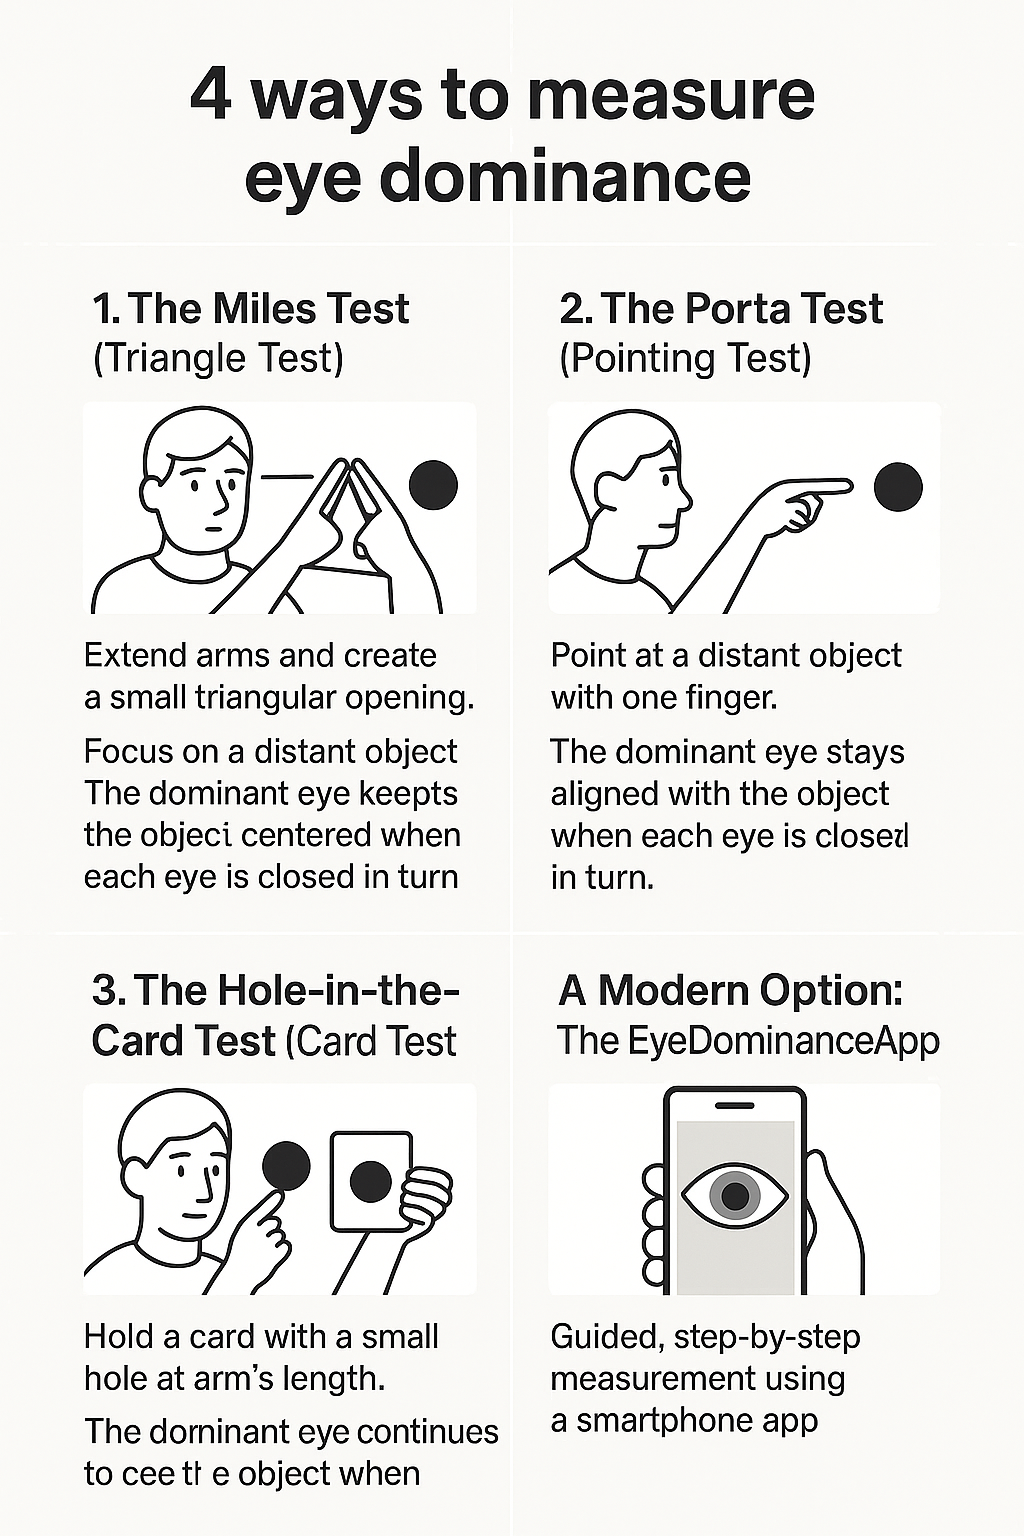 4 ways to measure
eye dominance
1. The Miles Test
(Triangle Test)
Extend arms and create
a small triangular opening.
Focus on a distant object
The dominant eye keepts
the objeci centered when
each eye is closed in turn
2. The Porta Test
(Pointing Test)
Point at a distant object
with one finger.
The dominant eye stays
aligned with the object
when each eye is closed
in turn.
3. The Hole-in-the-
Card Test (Card Test
Hold a card with a small
hole at arm's length.
The dorninant eye continues
to cee th e object when
A Modern Option:
The EyeDominanceApp
Guided, step-by-step
measurement using
a smartphone app